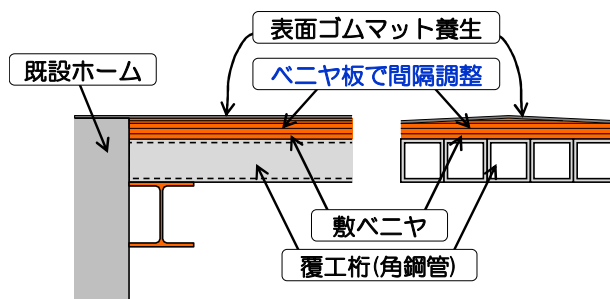 表面ゴムマット養生
既設ホーム
ベニヤ板で間隔調整
敷ベニヤ
覆工桁(角鋼管)